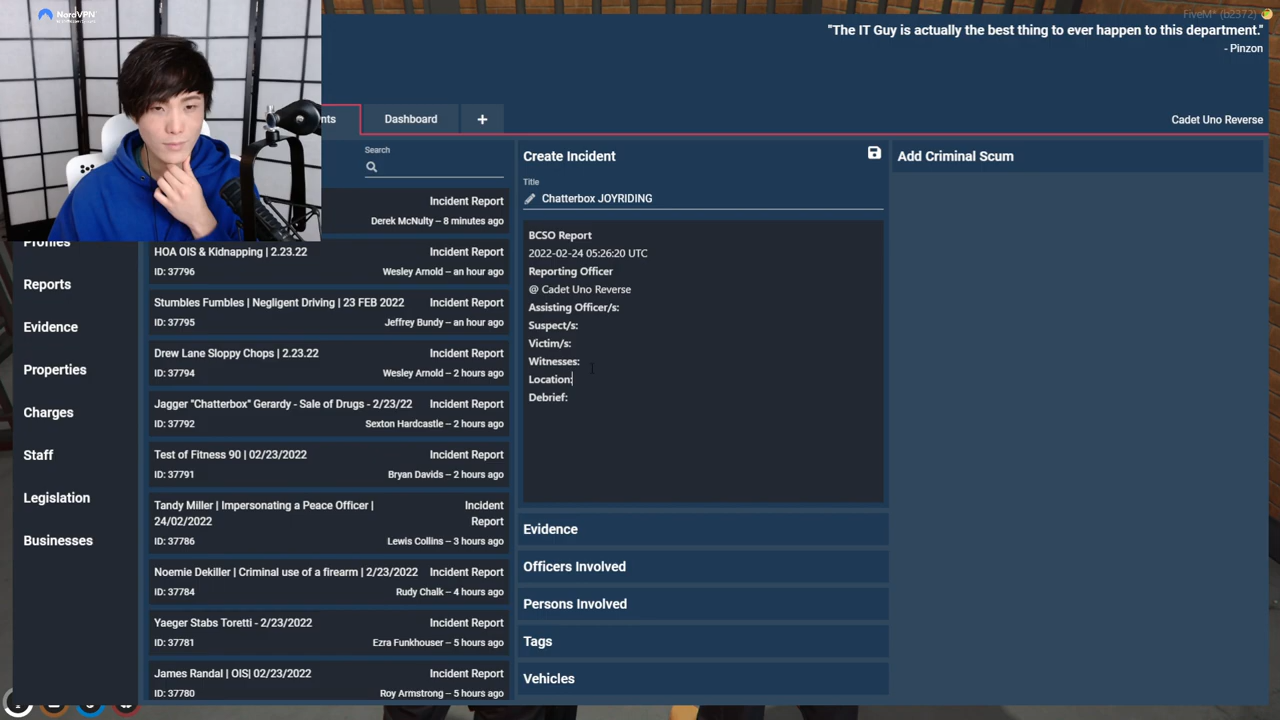 NordVPN
FiveM® (b2372)
"The IT Guy is actually the best thing to ever happen to this department."
- Pinzon
nts
Dashboard
+
Cadet Uno Reverse
Search
Incident Report
Derek McNulty – 8 minutes ago
HOA OIS & Kidnapping | 2.23.22
Incident Report
ID: 37796
Wesley Arnold – an hour ago
Stumbles Fumbles | Negligent Driving | 23 FEB 2022
Incident Report
ID: 37795
Jeffrey Bundy – an hour ago
Drew Lane Sloppy Chops | 2.23.22
Incident Report
ID: 37794
Wesley Arnold – 2 hours ago
Jagger "Chatterbox" Gerardy - Sale of Drugs - 2/23/22
Incident Report
ID: 37792
Sexton Hardcastle – 2 hours ago
Test of Fitness 90 | 02/23/2022
Incident Report
ID: 37791
Bryan Davids – 2 hours ago
Tandy Miller | Impersonating a Peace Officer |
24/02/2022
Incident
Report
ID: 37786
Lewis Collins – 3 hours ago
Noemie Dekiller | Criminal use of a firearm | 2/23/2022
Incident Report
ID: 37784
Rudy Chalk – 4 hours ago
Yaeger Stabs Toretti - 2/23/2022
Incident Report
ID: 37781
Ezra Funkhouser – 5 hours ago
James Randal | OIS| 02/23/2022
Incident Report
ID: 37780
Roy Armstrong – 5 hours ago
Profiles
Reports
Evidence
Properties
Charges
Staff
Legislation
Businesses
Create Incident
Title
Chatterbox JOYRIDING
BCSO Report
2022-02-24 05:26:20 UTC
Reporting Officer
@ Cadet Uno Reverse
Assisting Officer/s:
Suspect/s:
Victim/s:
Witnesses:
Location:
Debrief:
Evidence
Officers Involved
Persons Involved
Tags
Vehicles
Add Criminal Scum